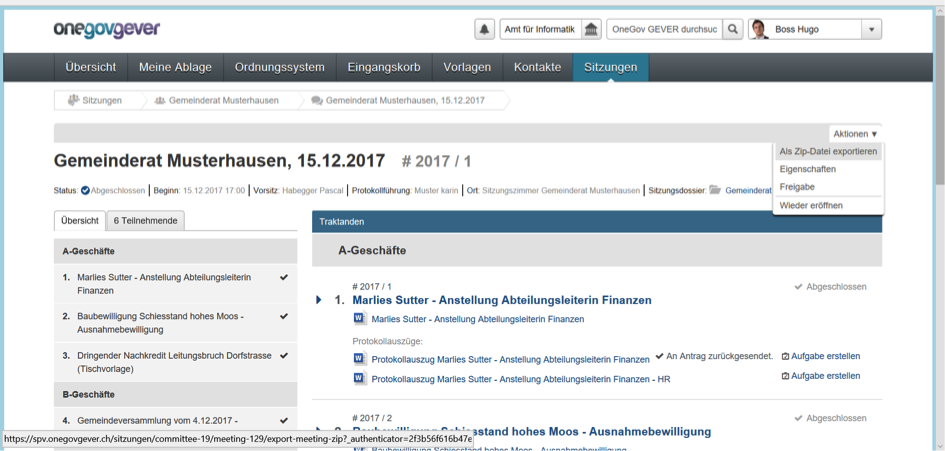 onegovgever
Amt für Informatik
OneGov GEVER durchsuc
Boss Hugo
Übersicht Meine Ablage Ordnungssystem Eingangskorb Vorlagen Kontakte Sitzungen
Sitzungen Gemeinderat Musterhausen Gemeinderat Musterhausen, 15.12.2017
Aktionen ▼
Als Zip-Datei exportieren
Eigenschaften
Freigabe
Wieder eröffnen
Gemeinderat Musterhausen, 15.12.2017 # 2017 / 1
Status: Abgeschlossen | Beginn: 15.12.2017 17:00 | Vorsitz: Habegger Pascal | Protokollführung: Muster karin | Ort: Sitzungszimmer Gemeinderat Musterhausen | Sitzungsdossier: Gemeinderat
Übersicht 6 Teilnehmende
A-Geschäfte
1. Marlies Sutter - Anstellung Abteilungsleiterin
Finanzen
2. Baubewilligung Schiesstand hohes Moos -
Ausnahmebewilligung
3. Dringender Nachkredit Leitungsbruch Dorfstrasse
(Tischvorlage)
B-Geschäfte
4. Gemeindeversammlung vom 4.12.2017 -
Traktanden
A-Geschäfte
# 2017 / 1 Abgeschlossen
1. Marlies Sutter - Anstellung Abteilungsleiterin Finanzen
Marlies Sutter - Anstellung Abteilungsleiterin Finanzen
Protokollauszüge:
Protokollauszug Marlies Sutter - Anstellung Abteilungsleiterin Finanzen An Antrag zurückgesendet. Aufgabe erstellen
Protokollauszug Marlies Sutter - Anstellung Abteilungsleiterin Finanzen - HR Aufgabe erstellen
# 2017 / 2 Abgeschlossen
2. Baubewilligung Schiesstand hohes Moos - Ausnahmebewilligung
Baubewilligung Schiesstand hohes Moos - Ausnahmebewilligung
https://spv.onegovgever.ch/sitzungen/committee-19/meeting-129/export-meeting-zip?_authenticator=2f3b56f616b47e